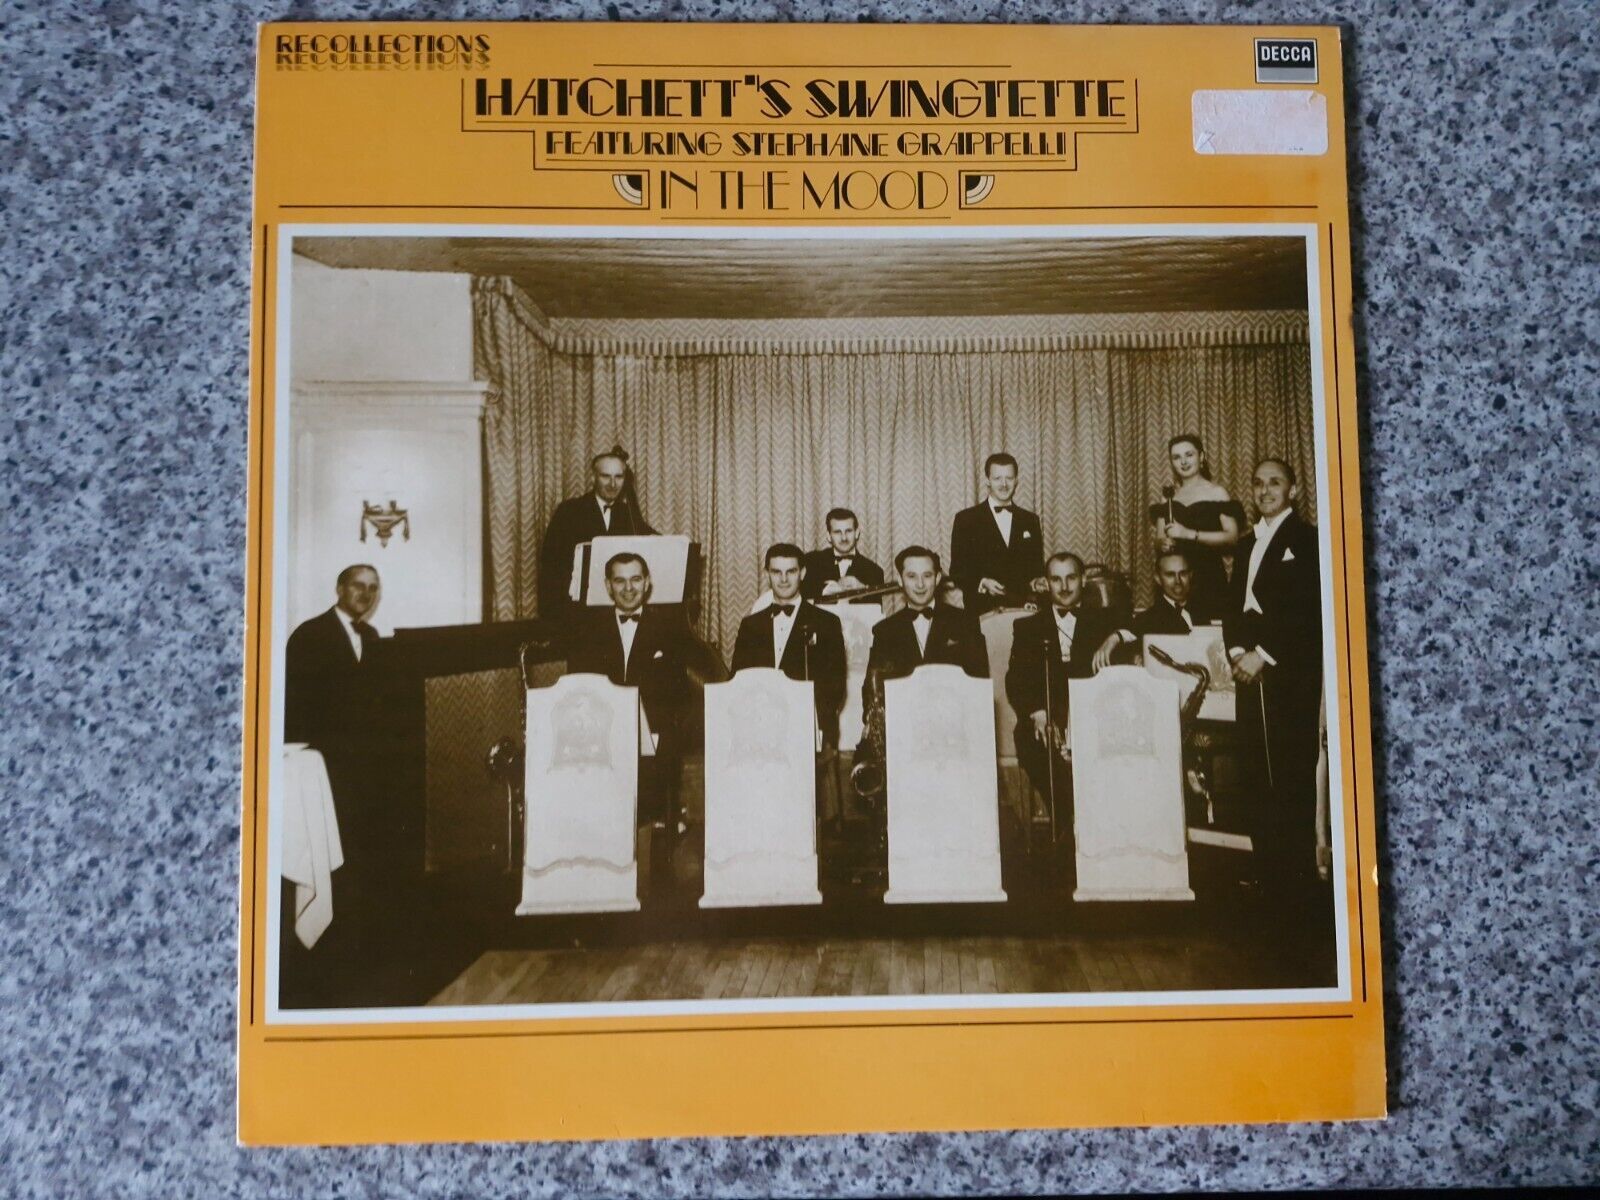 RECOLLECTIONS
RECOLLECTIONS
DECCA
HATCHETT'S SWINGTETTE
FEATURING STEPHANE GRAPPELLI
IN THE MOOD